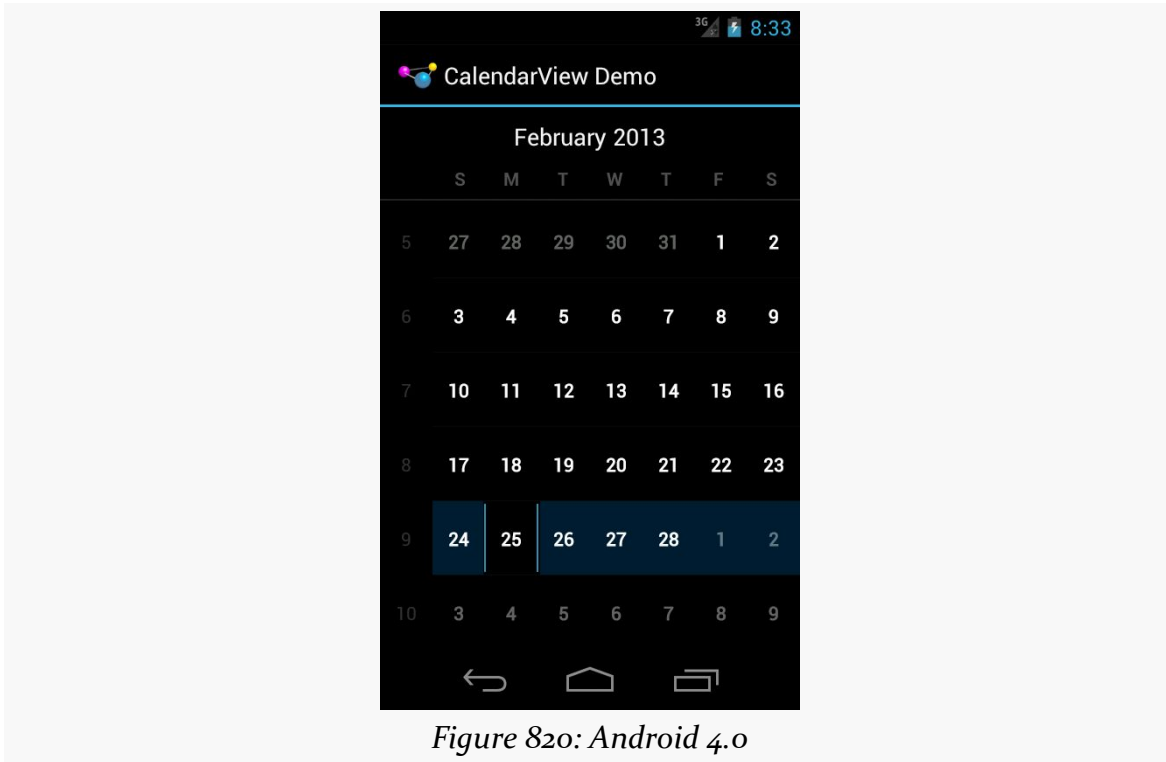 3G 8:33
CalendarView Demo
February 2013
S M T W T F S
5 27 28 29 30 31 1 2
6 3 4 5 6 7 8 9
7 10 11 12 13 14 15 16
8 17 18 19 20 21 22 23
9 24 25 26 27 28 1 2
10 3 4 5 6 7 8 9
Figure 820: Android 4.0